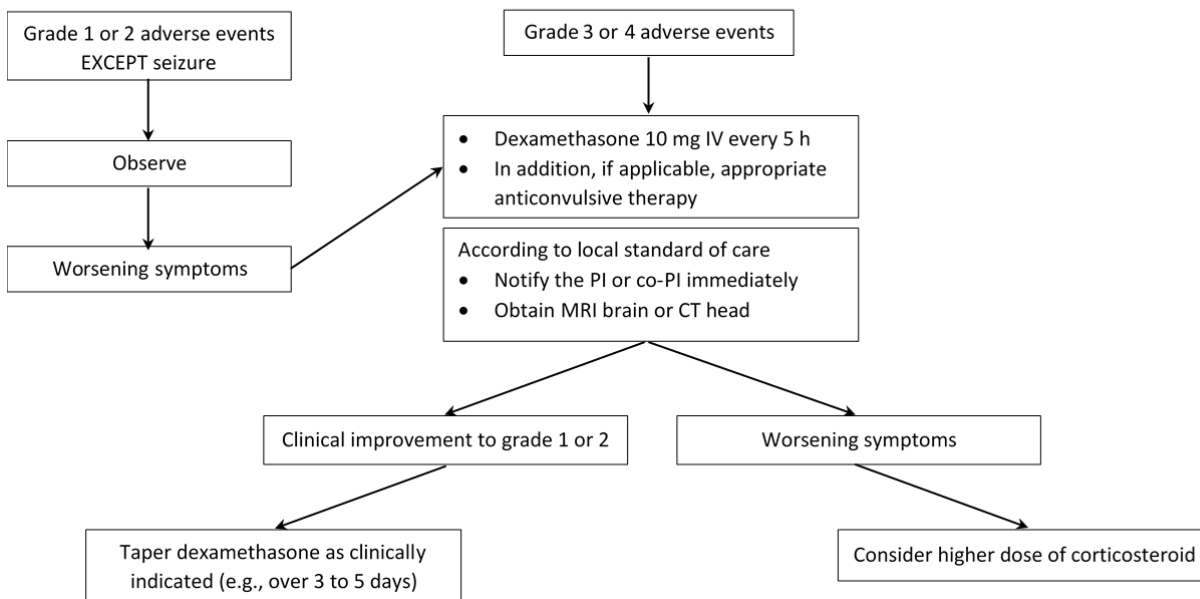 Grade 1 or 2 adverse events
EXCEPT seizure
Grade 3 or 4 adverse events
Observe
Worsening symptoms
• Dexamethasone 10 mg IV every 5 h
• In addition, if applicable, appropriate
anticonvulsive therapy
According to local standard of care
• Notify the PI or co-PI immediately
• Obtain MRI brain or CT head
Clinical improvement to grade 1 or 2
Worsening symptoms
Taper dexamethasone as clinically
indicated (e.g., over 3 to 5 days)
Consider higher dose of corticosteroid